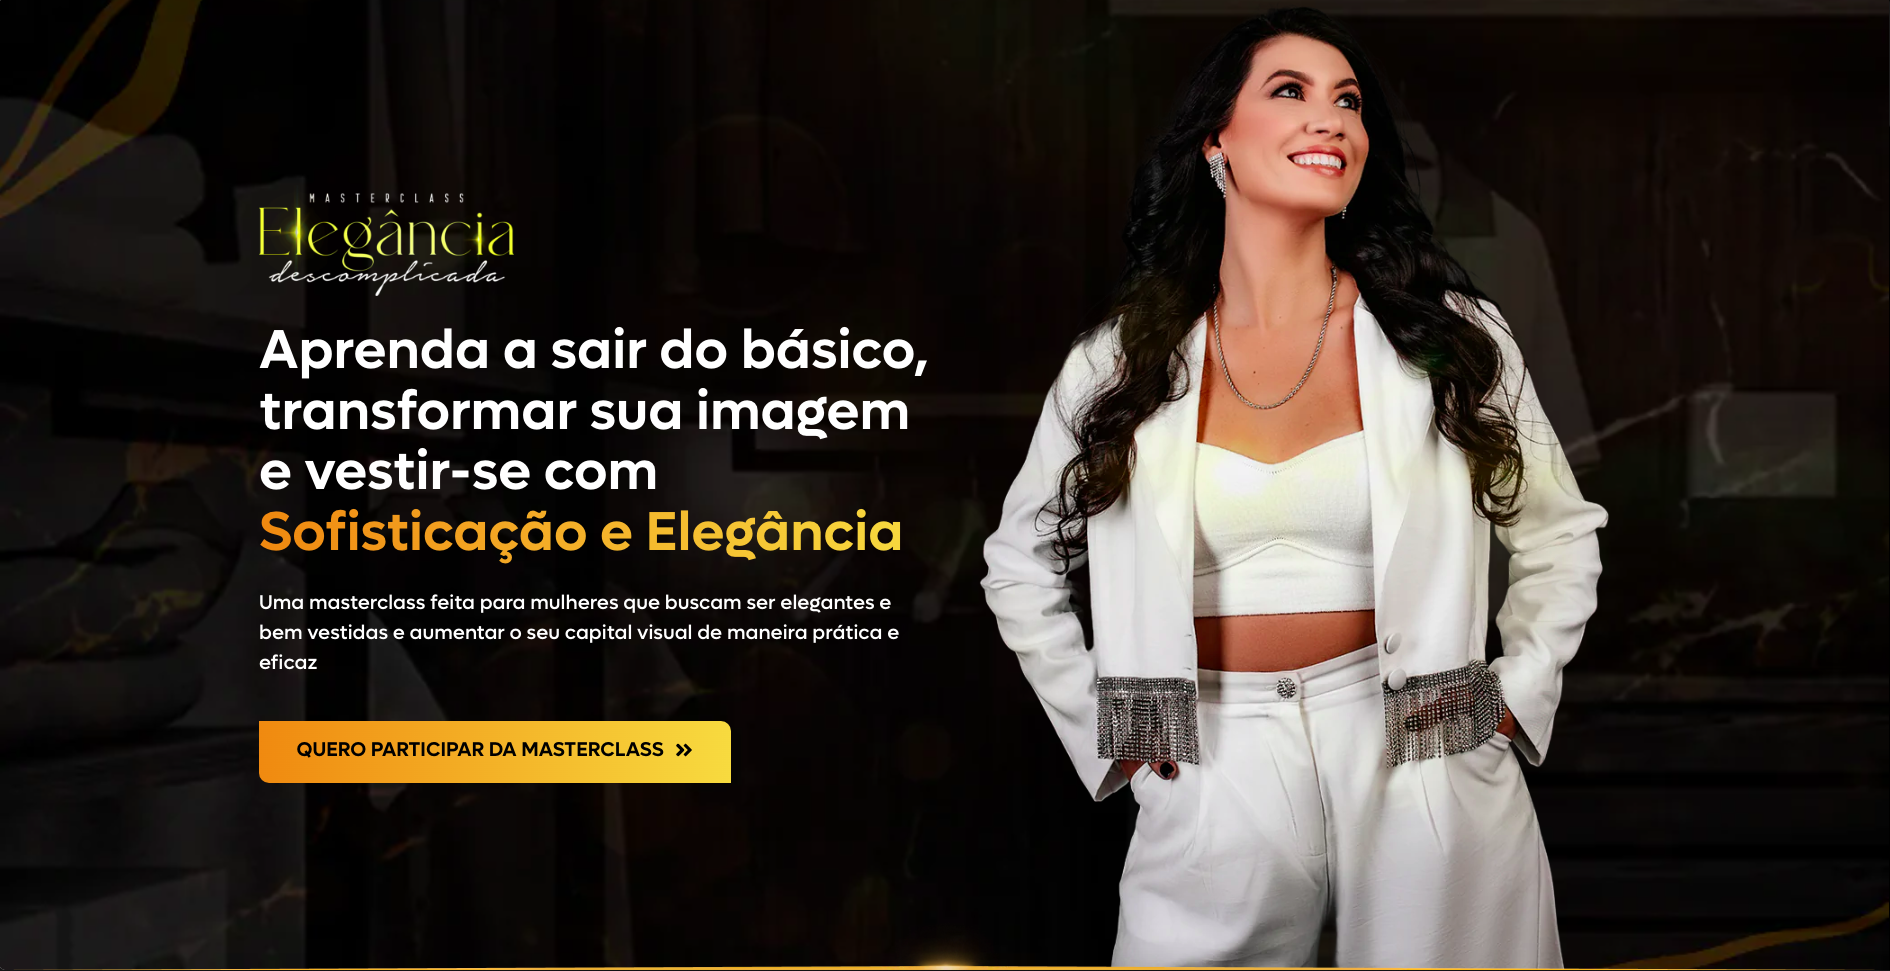 MASTERCLASS
Elegância
descomplicada
Aprenda a sair do básico,
transformar sua imagem
e vestir-se com
Sofisticação e Elegância
Uma masterclass feita para mulheres que buscam ser elegantes e
bem vestidas e aumentar o seu capital visual de maneira prática e
eficaz
QUERO PARTICIPAR DA MASTERCLASS »